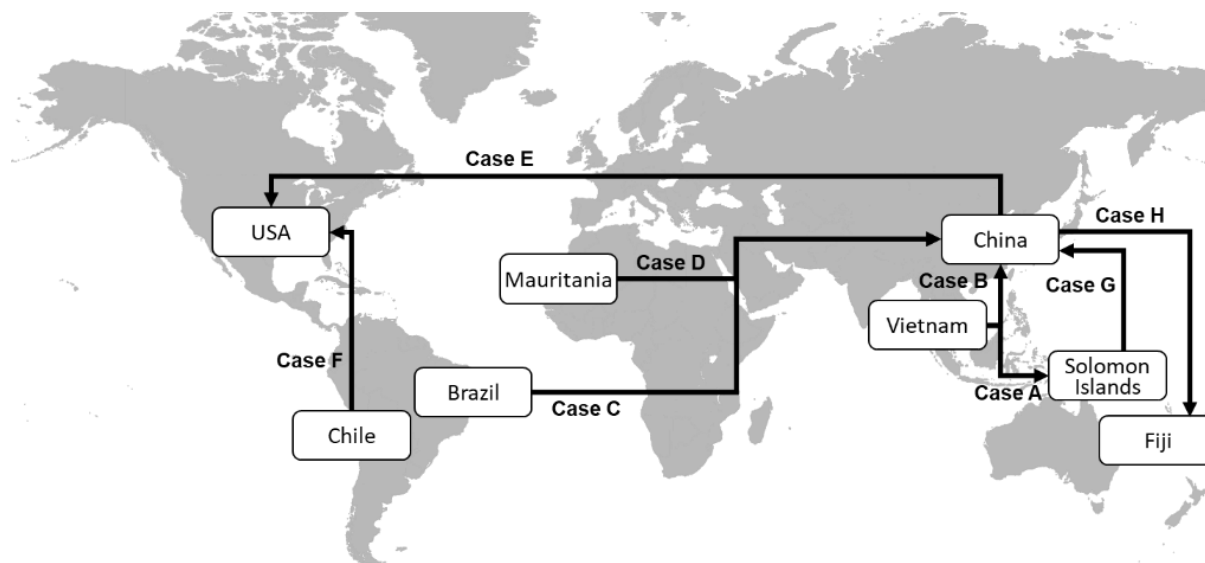 Case E
USA
China
Case H
Mauritania
Case D
Case B
Case G
Vietnam
Case F
Brazil
Case C
Case A
Solomon
Islands
Chile
Fiji